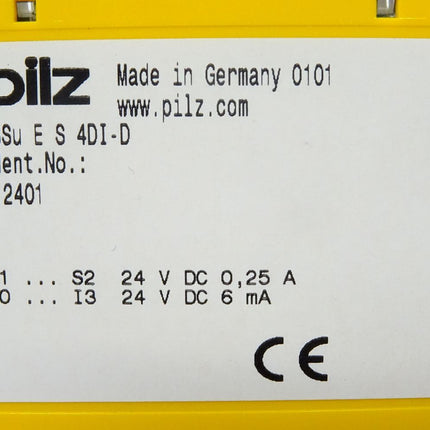 pilz Made in Germany 0101
www.pilz.com
Su E S 4DI-D
ent.No.:
2401
1 ... S2 24 V DC 0,25 A
0 ... I3 24 V DC 6 mA
CE